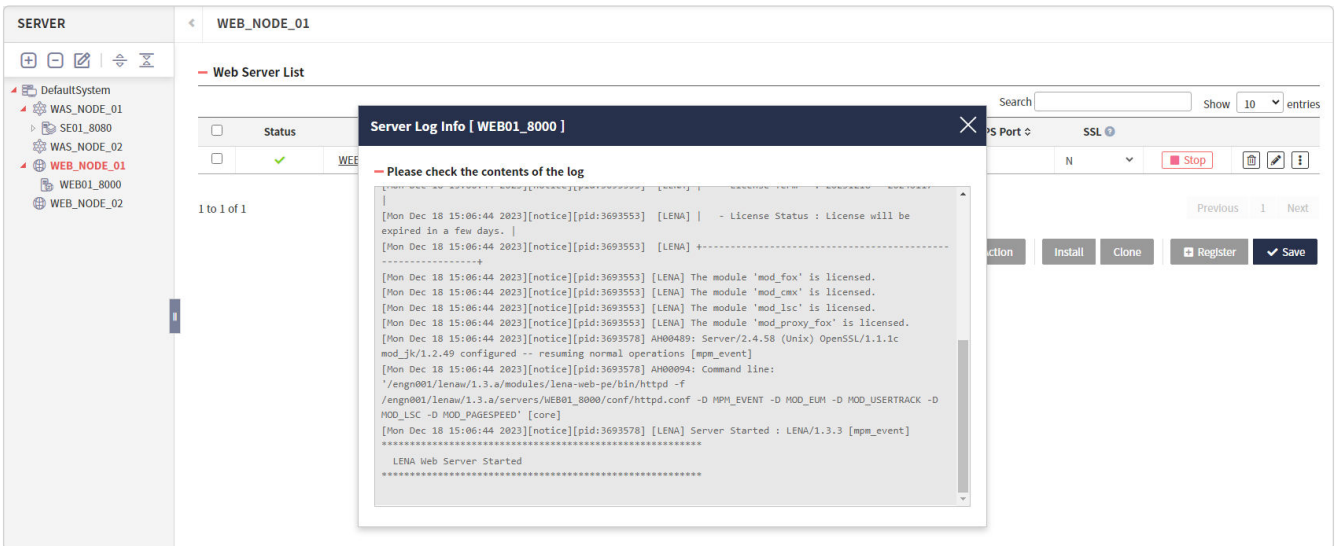 SERVER
WEB_NODE_01
DefaultSystem
WAS_NODE_01
SE01_8080
WAS_NODE_02
WEB_NODE_01
WEB01_8000
WEB_NODE_02
Web Server List
Search
Show 10 entries
Status
PS Port
SSL
WEB
N
Stop
1 to 1 of 1
Previous 1 Next
ction
Install
Clone
Register
Save
Server Log Info [ WEB01_8000 ]
Please check the contents of the log
|
[Mon Dec 18 15:06:44 2023][notice][pid:3693553]  [LENA] |   - License Status : License will be
expired in a few days. |
[Mon Dec 18 15:06:44 2023][notice][pid:3693553]  [LENA] +--------------------------------------------
-----------------+
[Mon Dec 18 15:06:44 2023][notice][pid:3693553] [LENA] The module 'mod_fox' is licensed.
[Mon Dec 18 15:06:44 2023][notice][pid:3693553] [LENA] The module 'mod_cmx' is licensed.
[Mon Dec 18 15:06:44 2023][notice][pid:3693553] [LENA] The module 'mod_lsc' is licensed.
[Mon Dec 18 15:06:44 2023][notice][pid:3693553] [LENA] The module 'mod_proxy_fox' is licensed.
[Mon Dec 18 15:06:44 2023][notice][pid:3693578] AH00489: Server/2.4.58 (Unix) OpenSSL/1.1.1c
mod_jk/1.2.49 configured -- resuming normal operations [mpm_event]
[Mon Dec 18 15:06:44 2023][notice][pid:3693578] AH00094: Command line:
'/engn001/lenaw/1.3.a/modules/lena-web-pe/bin/httpd -f
/engn001/lenaw/1.3.a/servers/WEB01_8000/conf/httpd.conf -D MPM_EVENT -D MOD_EUM -D MOD_USERTRACK -D
MOD_LSC -D MOD_PAGESPEED' [core]
[Mon Dec 18 15:06:44 2023][notice][pid:3693578] [LENA] Server Started : LENA/1.3.3 [mpm_event]
*******************************************************
LENA Web Server Started
*******************************************************